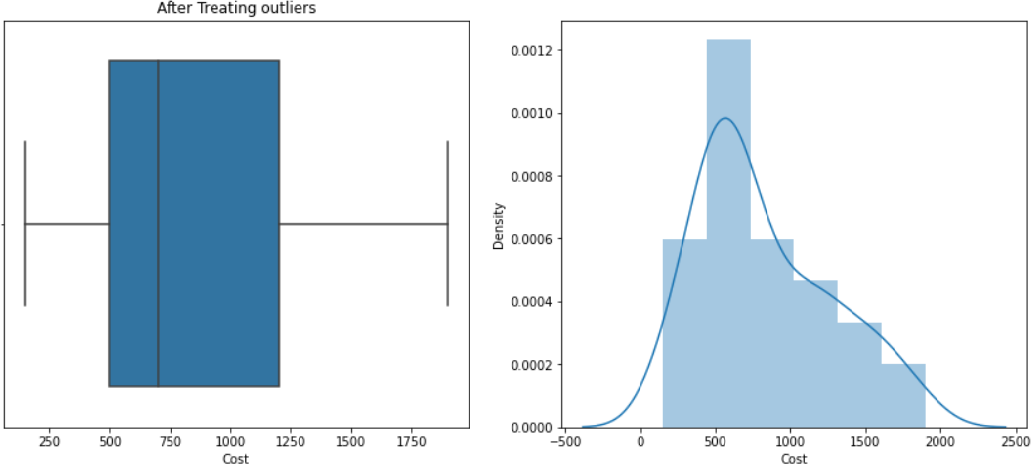 After Treating outliers
250 500 750 1000 1250 1500 1750
Cost
0.0012
0.0010
0.0008
0.0006
0.0004
0.0002
0.0000
Density
−500 0 500 1000 1500 2000 2500
Cost